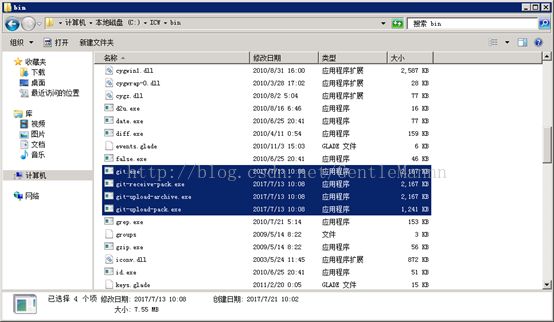 bin
计算机 本地磁盘 (C:) ICW bin 搜索 bin
组织 打开 新建文件夹
收藏夹
下载
桌面
最近访问的位置
库
视频
图片
文档
音乐
计算机
网络
名称 修改日期 类型 大小
cygwin1.dll 2010/8/31 16:00 应用程序扩展 2,587 KB
cygwrap-0.dll 2010/3/28 17:02 应用程序扩展 28 KB
cygz.dll 2010/8/2 5:04 应用程序扩展 77 KB
d2u.exe 2010/8/16 6:46 应用程序 16 KB
date.exe 2010/6/25 20:41 应用程序 77 KB
diff.exe 2010/4/11 0:54 应用程序 159 KB
events.glade 2010/11/3 15:03 GLADE 文件 6 KB
false.exe 2010/6/25 20:41 应用程序 46 KB
git.exe 2017/7/13 10:08 应用程序 2,167 KB
git-receive-pack.exe 2017/7/13 10:08 应用程序 2,167 KB
git-upload-archive.exe 2017/7/13 10:08 应用程序 2,167 KB
git-upload-pack.exe 2017/7/13 10:08 应用程序 1,241 KB
grep.exe 2010/7/21 5:14 应用程序 153 KB
groups 2009/5/14 8:22 文件 3 KB
gzip.exe 2009/5/14 8:22 应用程序 56 KB
iconv.dll 2003/5/24 11:45 应用程序扩展 872 KB
id.exe 2010/6/25 20:41 应用程序 51 KB
keys.glade 2011/2/20 0:05 GLADE 文件 15 KB
http://blog.csdn.net/GentleMannn
已选择 4 个项 修改日期: 2017/7/13 10:08 创建日期: 2017/7/21 10:02
大小: 7.55 MB